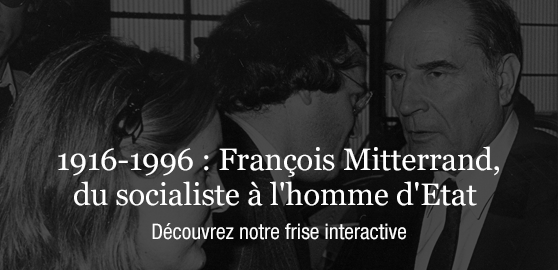 1916-1996 : François Mitterrand,
du socialiste à l'homme d'Etat
Découvrez notre frise interactive